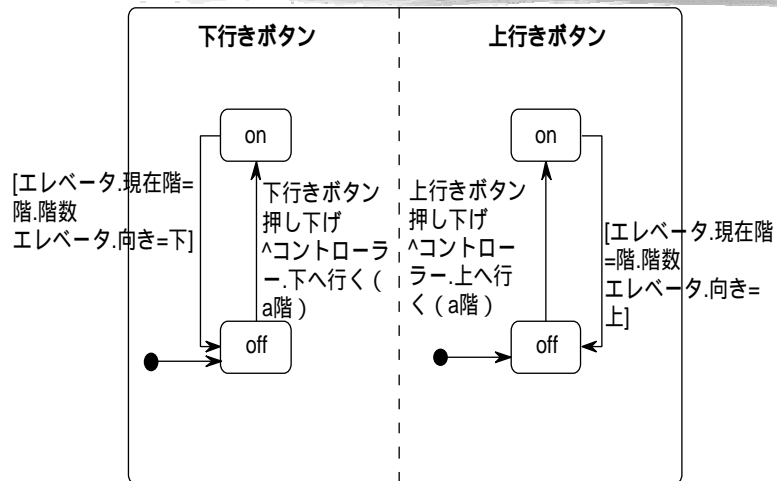 下行きボタン
上行きボタン
on
on
[エレベータ.現在階=
階.階数
エレベータ.向き=下]
下行きボタン
押し下げ
^コントローラ
ー.下へ行く（
a階）
上行きボタン
押し下げ
^コントロー
ラー.上へ行
く（a階）
[エレベータ.現在階
=階.階数
エレベータ.向き=
上]
off
off